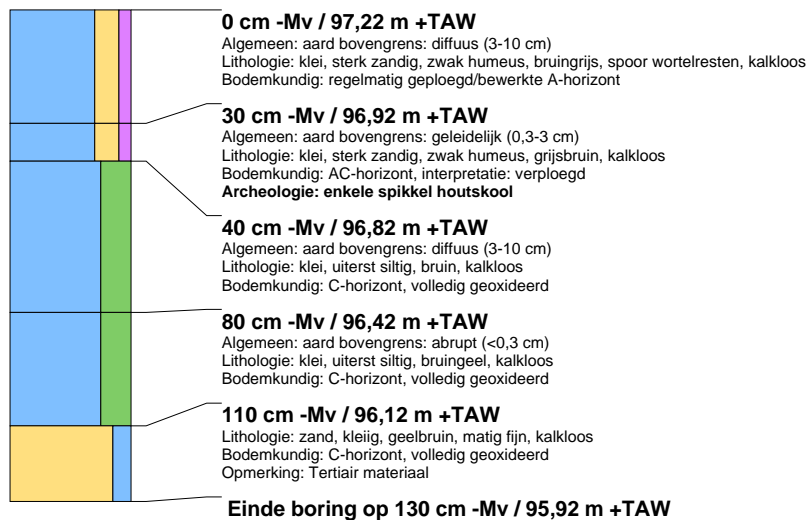 0 cm -Mv / 97,22 m +TAW
Algemeen: aard bovengrens: diffuus (3-10 cm)
Lithologie: klei, sterk zandig, zwak humeus, bruingrijs, spoor wortelresten, kalkloos
Bodemkundig: regelmatig geploegd/bewerkte A-horizont
30 cm -Mv / 96,92 m +TAW
Algemeen: aard bovengrens: geleidelijk (0,3-3 cm)
Lithologie: klei, sterk zandig, zwak humeus, grijsbruin, kalkloos
Bodemkundig: AC-horizont, interpretatie: verploegd
Archeologie: enkele spikkel houtskool
40 cm -Mv / 96,82 m +TAW
Algemeen: aard bovengrens: diffuus (3-10 cm)
Lithologie: klei, uiterst siltig, bruin, kalkloos
Bodemkundig: C-horizont, volledig geoxideerd
80 cm -Mv / 96,42 m +TAW
Algemeen: aard bovengrens: abrupt (<0,3 cm)
Lithologie: klei, uiterst siltig, bruingeel, kalkloos
Bodemkundig: C-horizont, volledig geoxideerd
110 cm -Mv / 96,12 m +TAW
Lithologie: zand, kleiig, geelbruin, matig fijn, kalkloos
Bodemkundig: C-horizont, volledig geoxideerd
Opmerking: Tertiair materiaal
Einde boring op 130 cm -Mv / 95,92 m +TAW